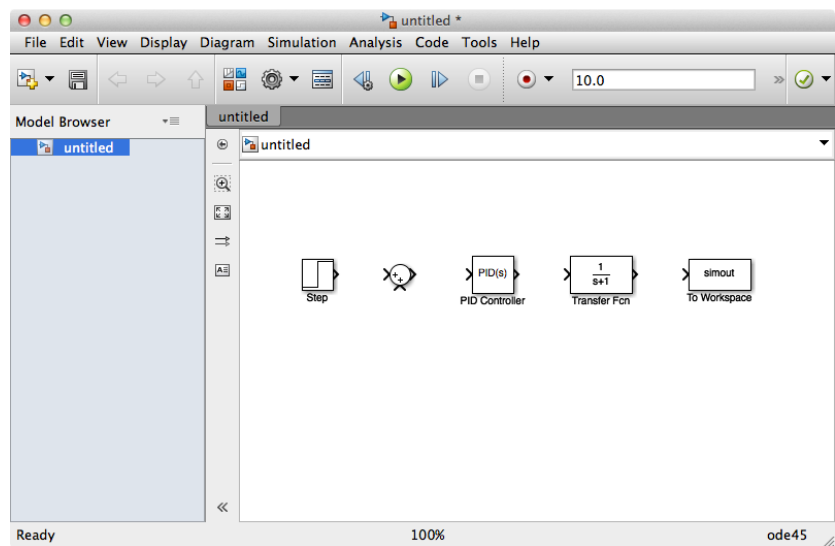 untitled *
File Edit View Display Diagram Simulation Analysis Code Tools Help
10.0
Model Browser
untitled
untitled
untitled
Step
+
+
PID(s)
PID Controller
1
s+1
Transfer Fcn
simout
To Workspace
Ready 100% ode45